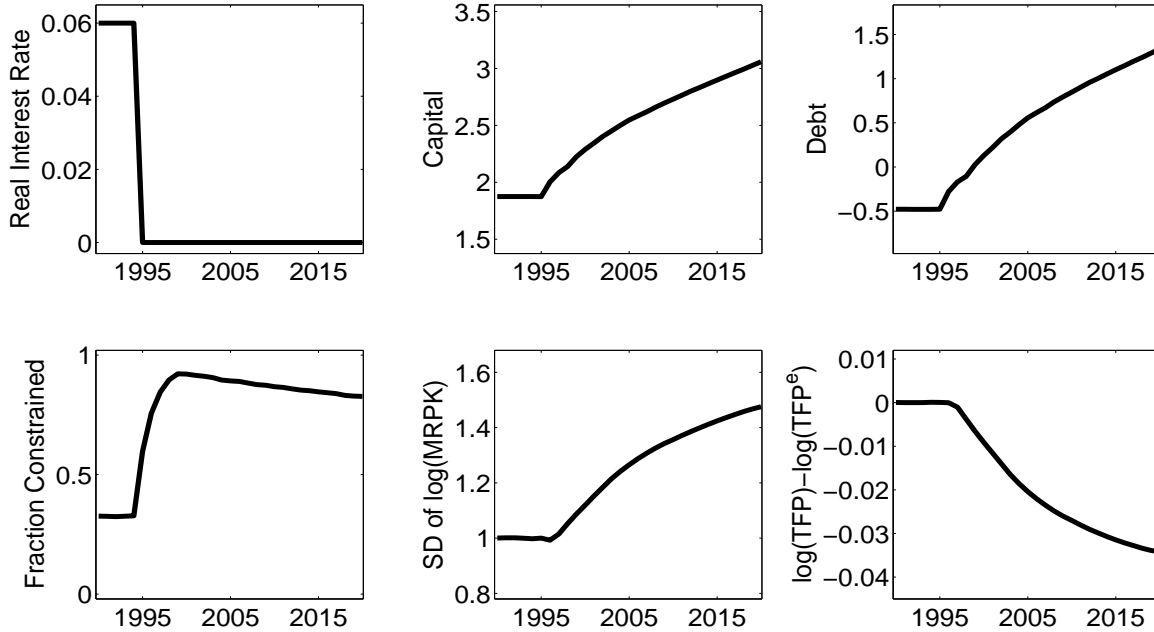 Real Interest Rate
0.06
0.04
0.02
0
1995 2005 2015
Capital
3.5
3
2.5
2
1.5
1995 2005 2015
Debt
1.5
1
0.5
0
−0.5
1995 2005 2015
Fraction Constrained
1
0.5
0
1995 2005 2015
SD of log(MRPK)
1.6
1.4
1.2
1
0.8
1995 2005 2015
log(TFP)−log(TFPᵉ)
0.01
0
−0.01
−0.02
−0.03
−0.04
1995 2005 2015